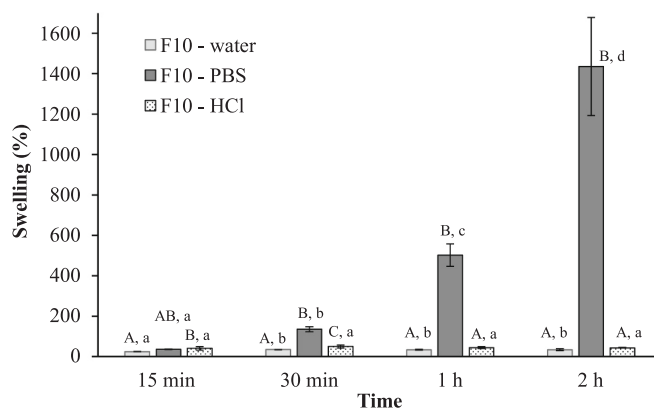 1600
1400
1200
1000
800
600
400
200
0
Swelling (%)
F10 - water
F10 - PBS
F10 - HCl
A, a
AB, a
B, a
A, b
B, b
C, a
A, b
B, c
A, a
A, b
B, d
A, a
15 min
30 min
1 h
2 h
Time